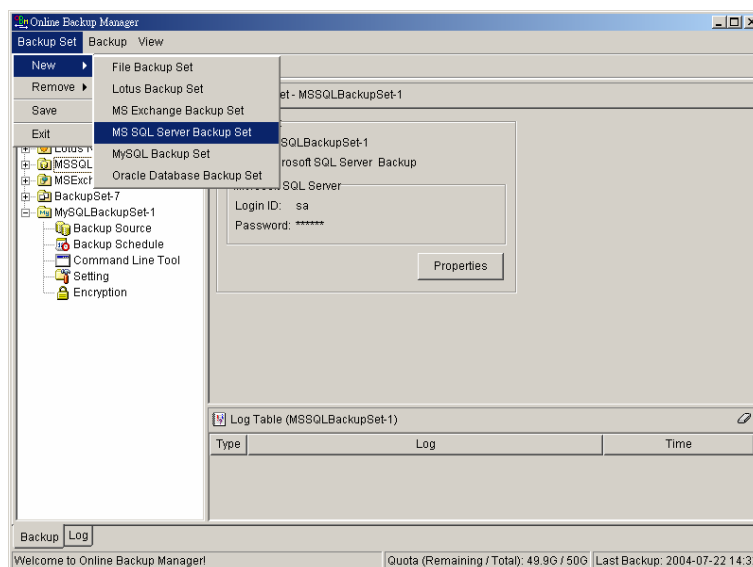 Online Backup Manager
Backup Set Backup View
New
Remove
Save
Exit
File Backup Set
Lotus Backup Set
MS Exchange Backup Set
MS SQL Server Backup Set
MySQL Backup Set
Oracle Database Backup Set
et - MSSQLBackupSet-1
SQLBackupSet-1
rosoft SQL Server Backup
SQL Server
Login ID: sa
Password: ******
Properties
MSSQL
MSExch
BackupSet-7
MySQLBackupSet-1
Backup Source
Backup Schedule
Command Line Tool
Setting
Encryption
Log Table (MSSQLBackupSet-1)
Type Log Time
Backup Log
Welcome to Online Backup Manager! Quota (Remaining / Total): 49.9G / 50G Last Backup: 2004-07-22 14:3